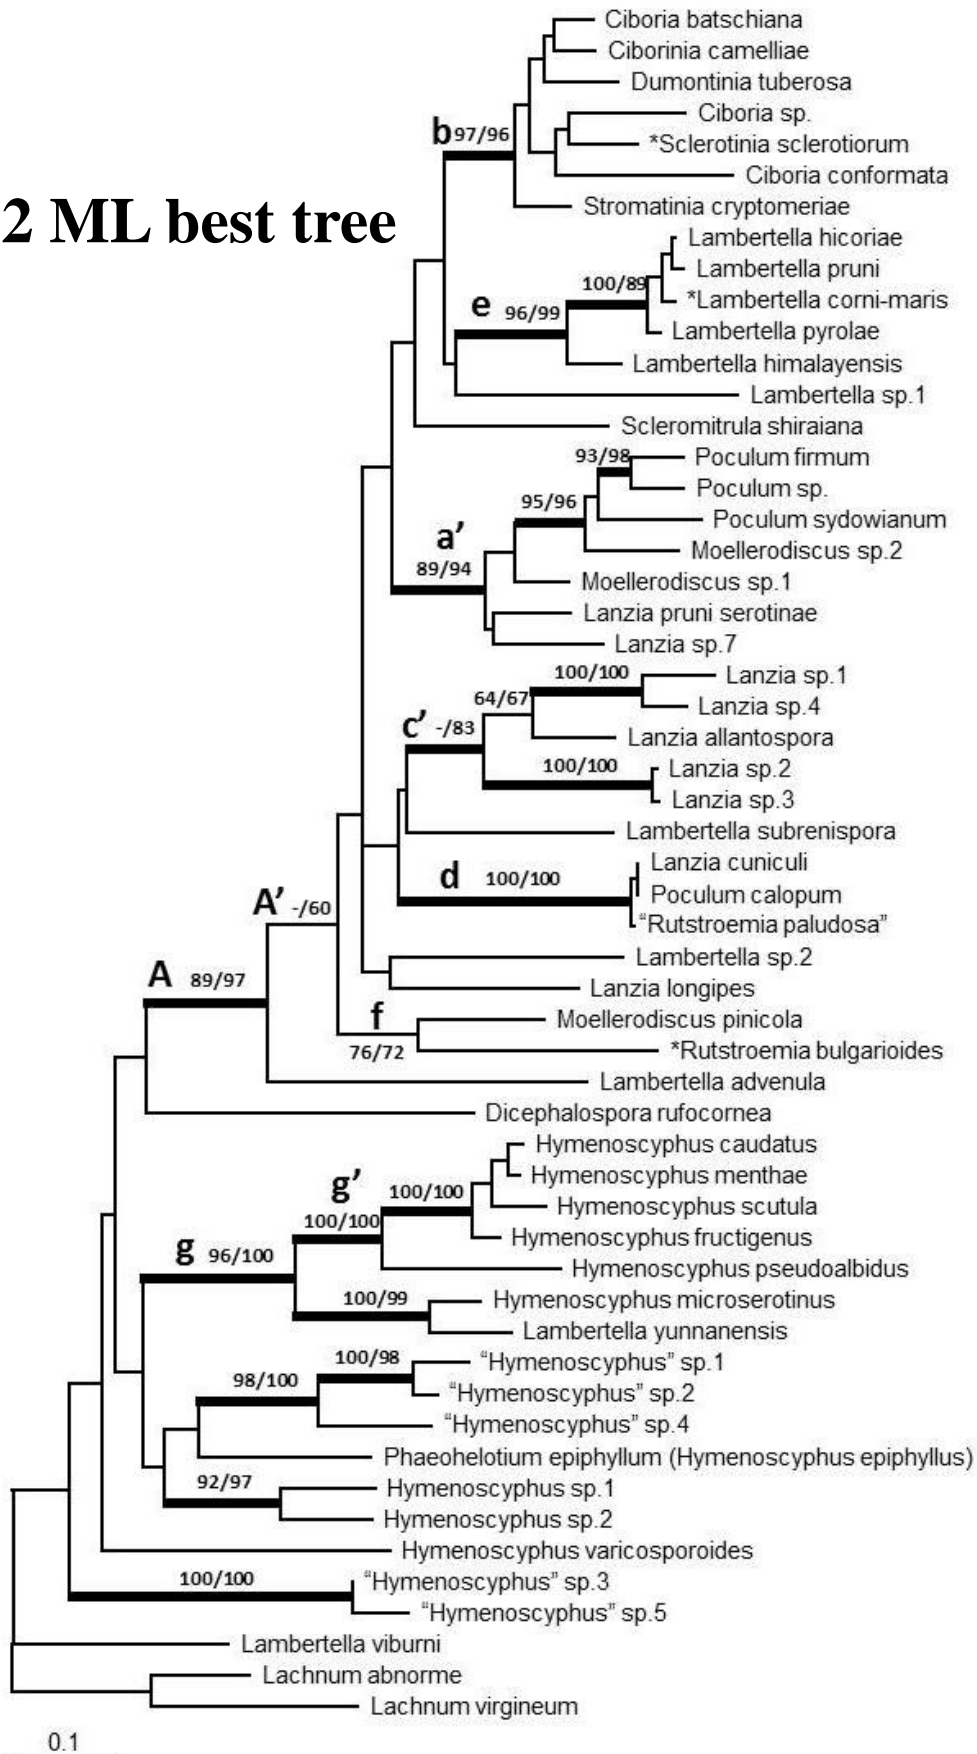 Ciboria batschiana
Ciborinia camelliae
Dumontinia tuberosa
Ciboria sp.
b 97/96
*Sclerotinia sclerotiorum
Ciboria conformata
2 ML best tree
Stromatinia cryptomeriae
Lambertella hicoriae
Lambertella pruni
100/89
*Lambertella corni-maris
e 96/99
Lambertella pyrolae
Lambertella himalayensis
Lambertella sp.1
Scleromitrula shiraiana
93/98
Poculum firmum
Poculum sp.
95/96
Poculum sydowianum
a’
Moellerodiscus sp.2
89/94
Moellerodiscus sp.1
Lanzia pruni serotinae
Lanzia sp.7
100/100
Lanzia sp.1
64/67
Lanzia sp.4
c’ -/83
Lanzia allantospora
100/100
Lanzia sp.2
Lanzia sp.3
Lambertella subrenispora
Lanzia cuniculi
d 100/100
Poculum calopum
A’ -/60
“Rutstroemia paludosa”
Lambertella sp.2
A 89/97
Lanzia longipes
f
Moellerodiscus pinicola
76/72
*Rutstroemia bulgarioides
Lambertella advenula
Dicephalospora rufocornea
Hymenoscyphus caudatus
Hymenoscyphus menthae
g’
100/100
Hymenoscyphus scutula
100/100
Hymenoscyphus fructigenus
g 96/100
Hymenoscyphus pseudoalbidus
100/99
Hymenoscyphus microserotinus
Lambertella yunnanensis
100/98
“Hymenoscyphus” sp.1
98/100
“Hymenoscyphus” sp.2
“Hymenoscyphus” sp.4
Phaeohelotium epiphyllum (Hymenoscyphus epiphyllus)
92/97
Hymenoscyphus sp.1
Hymenoscyphus sp.2
Hymenoscyphus varicosporoides
100/100
“Hymenoscyphus” sp.3
“Hymenoscyphus” sp.5
Lambertella viburni
Lachnum abnorme
Lachnum virgineum
0.1